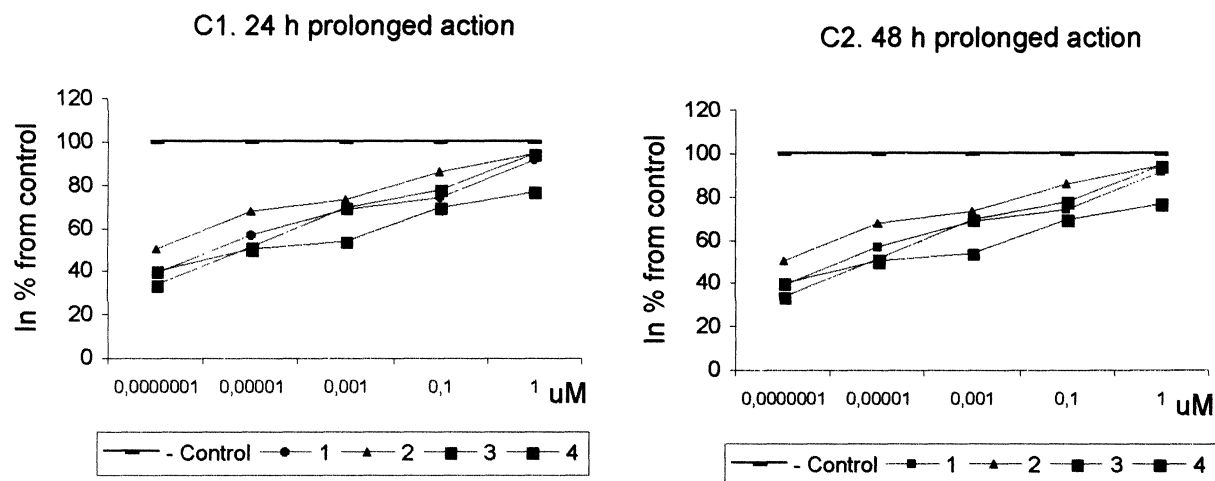 C1. 24 h prolonged action
In % from control
120
100
80
60
40
20
0
0,0000001 0,00001 0,001 0,1 1 uM
- Control 1 2 3 4
C2. 48 h prolonged action
In % from control
120
100
80
60
40
20
0
0,0000001 0,00001 0,001 0,1 1 uM
- Control 1 2 3 4